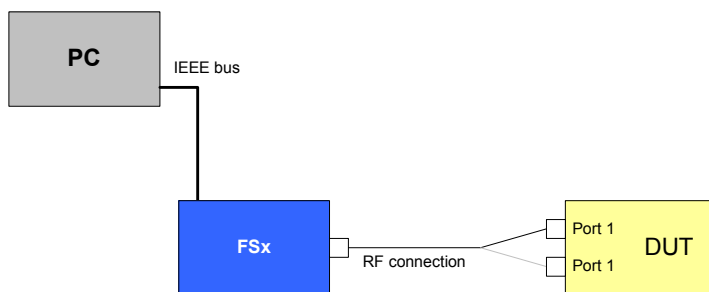 PC
IEEE bus
FSx
RF connection
Port 1
Port 1
DUT